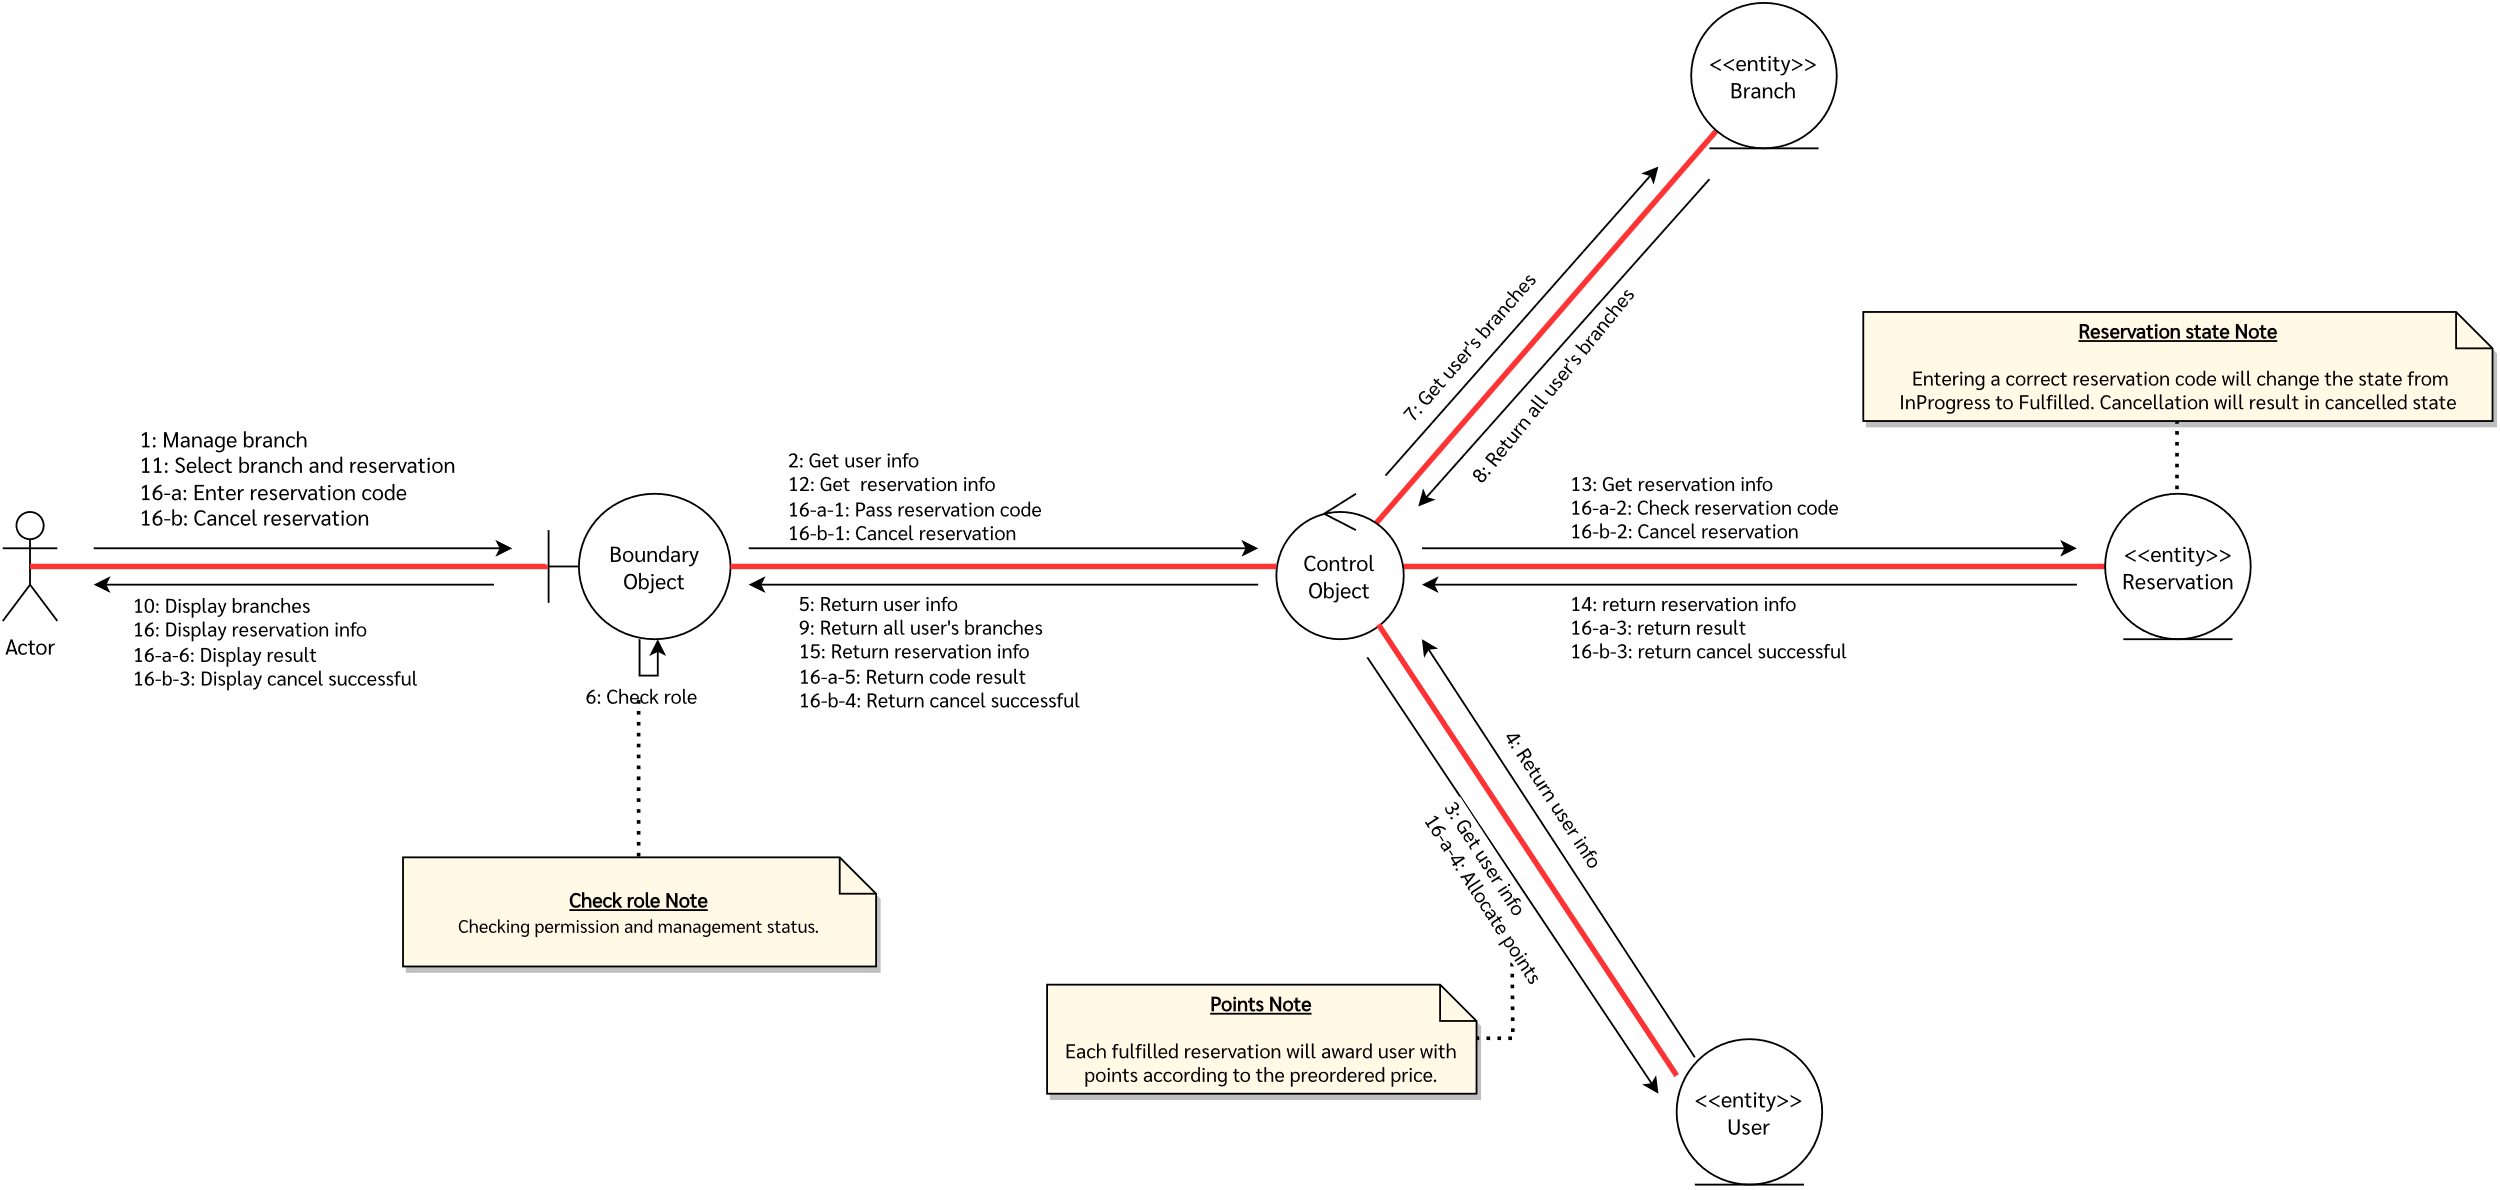 <<entity>>
Branch
7: Get user's branches
8: Return all user's branches
Reservation state Note
Entering a correct reservation code will change the state from
InProgress to Fulfilled. Cancellation will result in cancelled state
1: Manage branch
11: Select branch and reservation
16-a: Enter reservation code
16-b: Cancel reservation
2: Get user info
12: Get  reservation info
16-a-1: Pass reservation code
16-b-1: Cancel reservation
13: Get reservation info
16-a-2: Check reservation code
16-b-2: Cancel reservation
Actor
Boundary
Object
Control
Object
<<entity>>
Reservation
10: Display branches
16: Display reservation info
16-a-6: Display result
16-b-3: Display cancel successful
5: Return user info
9: Return all user's branches
15: Return reservation info
16-a-5: Return code result
16-b-4: Return cancel successful
14: return reservation info
16-a-3: return result
16-b-3: return cancel successful
6: Check role
4: Return user info
3: Get user info
16-a-4: Allocate points
Check role Note
Checking permission and management status.
Points Note
Each fulfilled reservation will award user with
points according to the preordered price.
<<entity>>
User